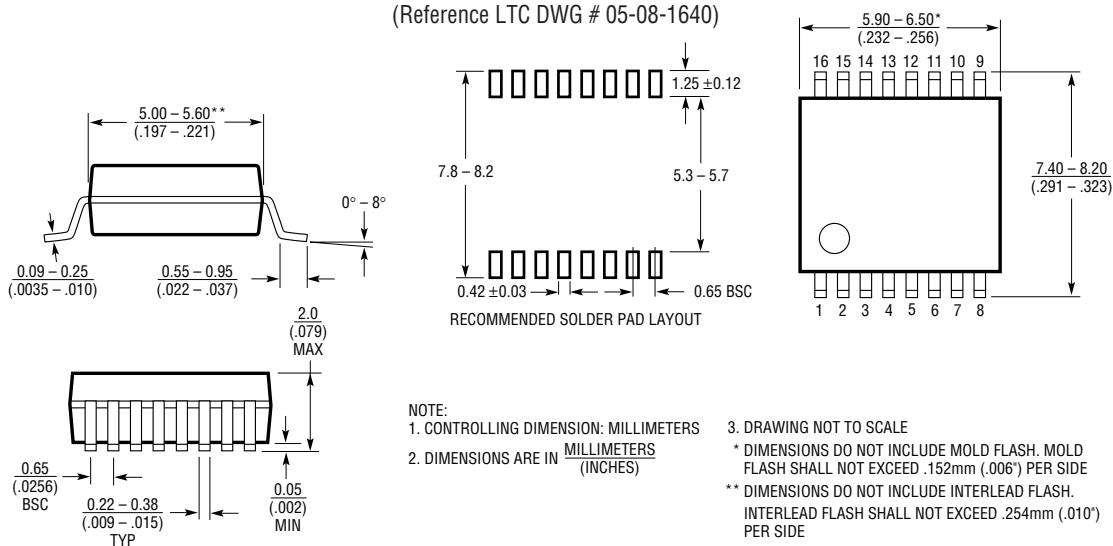 (Reference LTC DWG # 05-08-1640)
5.90 – 6.50*
(.232 – .256)
16 15 14 13 12 11 10 9
1.25 ±0.12
5.00 – 5.60**
(.197 – .221)
7.8 – 8.2
5.3 – 5.7
7.40 – 8.20
(.291 – .323)
0° – 8°
0.09 – 0.25
(.0035 – .010)
0.55 – 0.95
(.022 – .037)
0.42 ±0.03
0.65 BSC
RECOMMENDED SOLDER PAD LAYOUT
1 2 3 4 5 6 7 8
2.0
(.079)
MAX
0.65
(.0256)
BSC
0.22 – 0.38
(.009 – .015)
TYP
0.05
(.002)
MIN
NOTE:
1. CONTROLLING DIMENSION: MILLIMETERS
2. DIMENSIONS ARE IN MILLIMETERS
(INCHES)
3. DRAWING NOT TO SCALE
* DIMENSIONS DO NOT INCLUDE MOLD FLASH. MOLD
FLASH SHALL NOT EXCEED .152mm (.006") PER SIDE
** DIMENSIONS DO NOT INCLUDE INTERLEAD FLASH.
INTERLEAD FLASH SHALL NOT EXCEED .254mm (.010")
PER SIDE